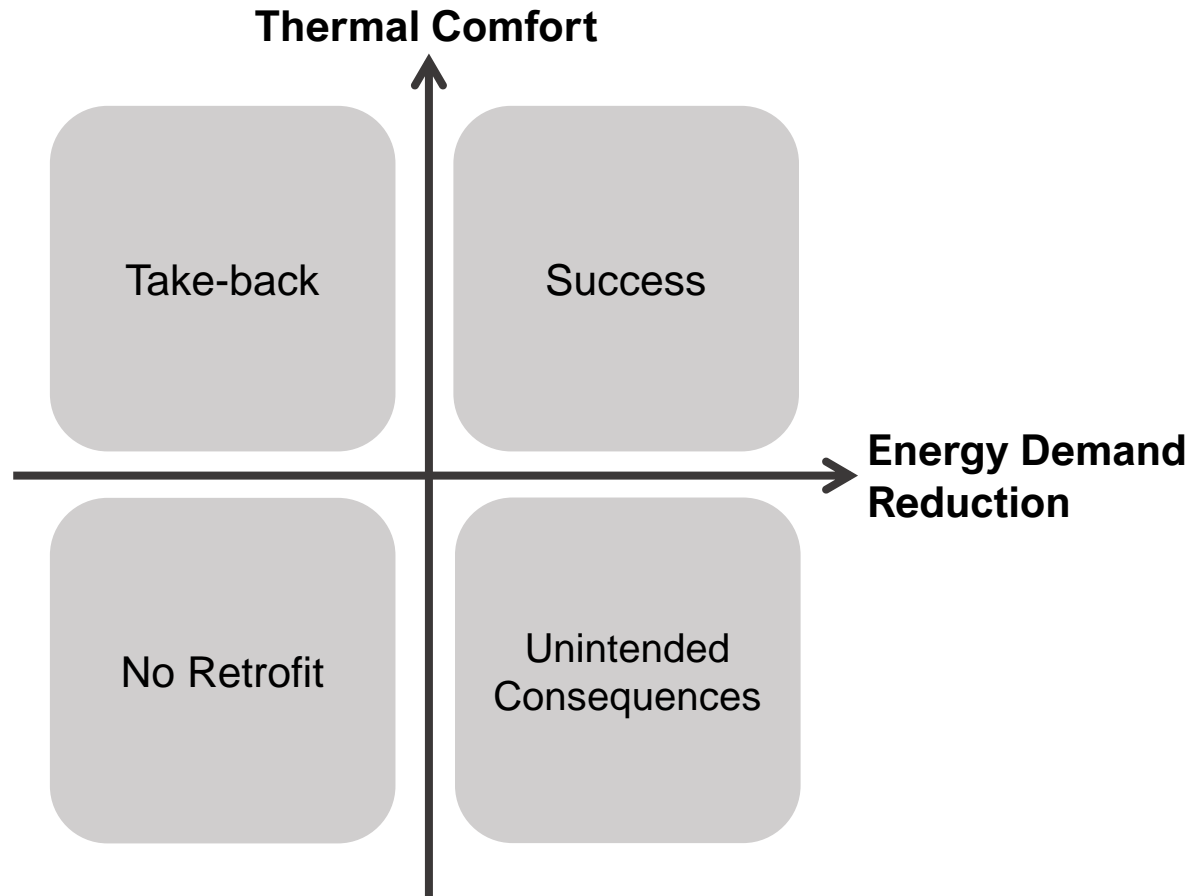 Thermal Comfort
Take-back
Success
Energy Demand
Reduction
No Retrofit
Unintended
Consequences